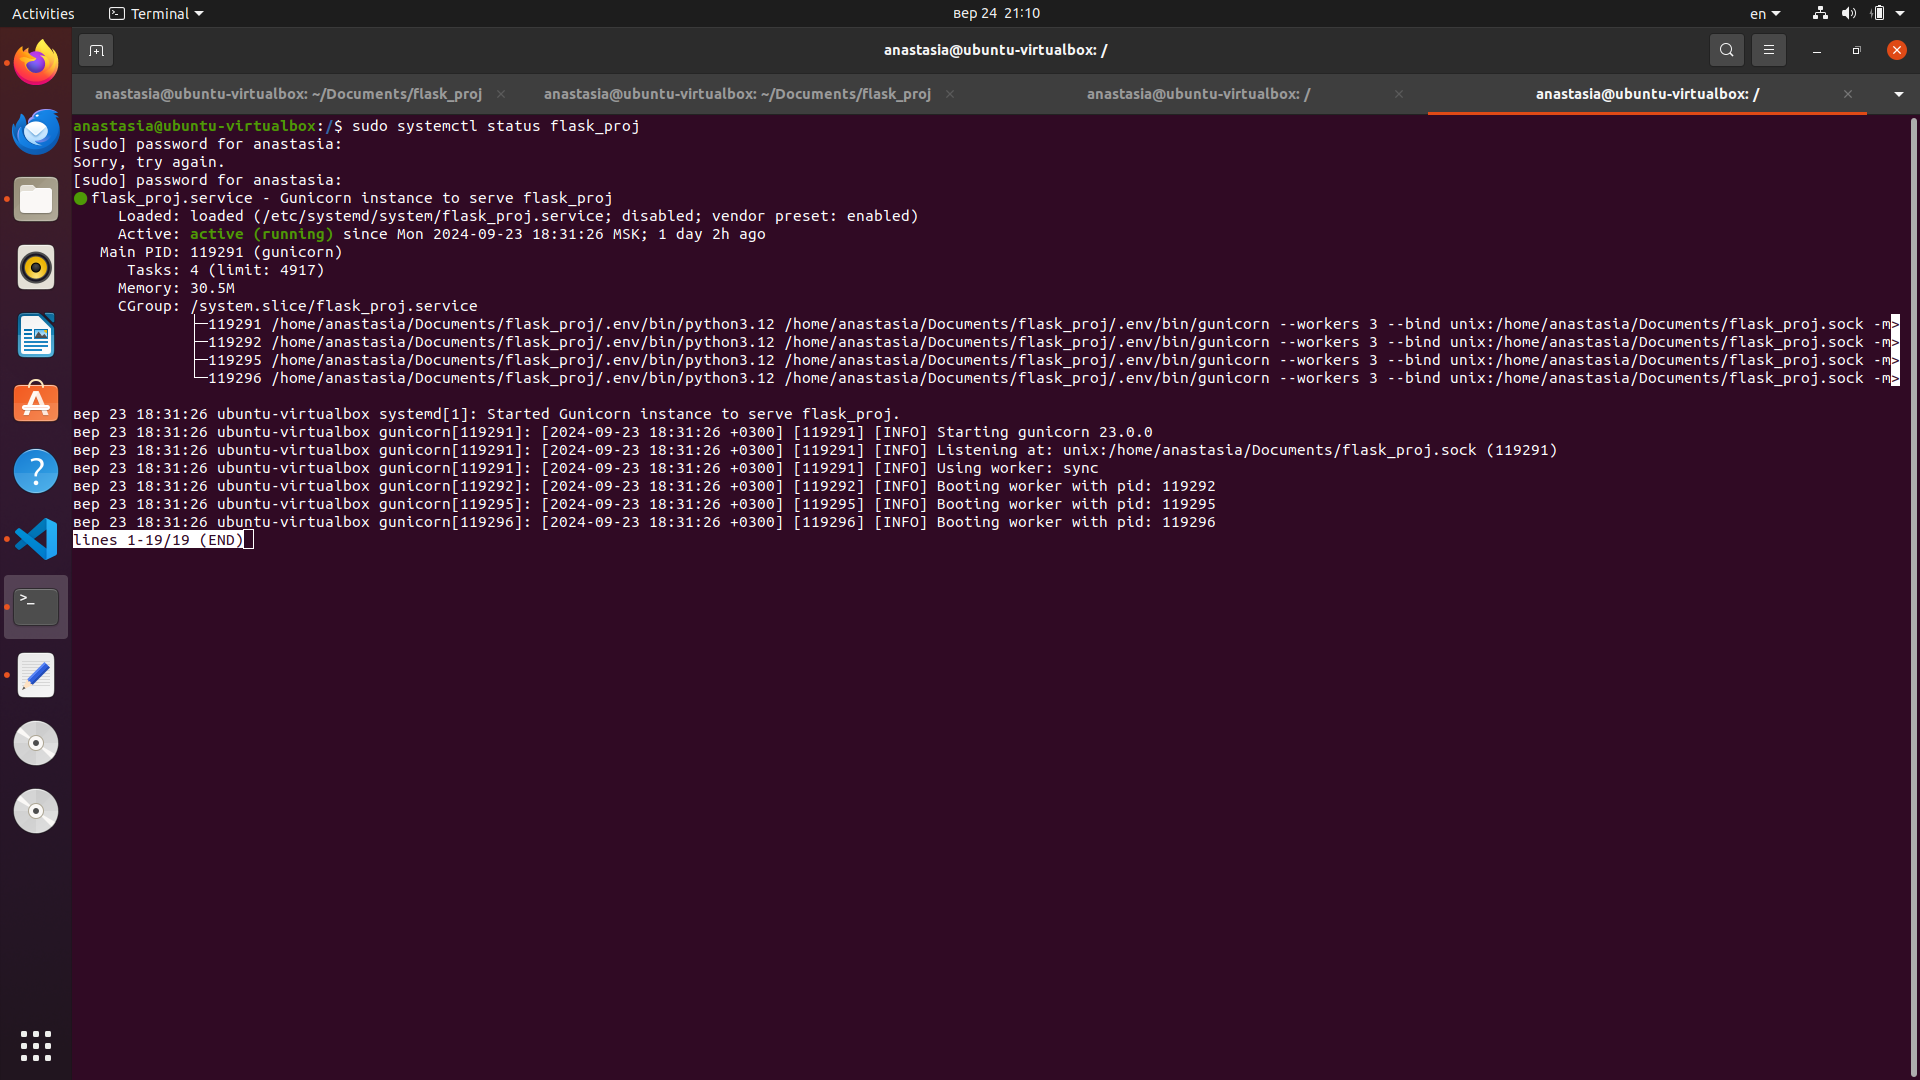 Activities
Terminal
вер 24 21:10
en
anastasia@ubuntu-virtualbox: /
anastasia@ubuntu-virtualbox: ~/Documents/flask_proj
anastasia@ubuntu-virtualbox: ~/Documents/flask_proj
anastasia@ubuntu-virtualbox: /
anastasia@ubuntu-virtualbox: /
anastasia@ubuntu-virtualbox:/$ sudo systemctl status flask_proj
[sudo] password for anastasia:
Sorry, try again.
[sudo] password for anastasia:
● flask_proj.service - Gunicorn instance to serve flask_proj
Loaded: loaded (/etc/systemd/system/flask_proj.service; disabled; vendor preset: enabled)
Active: active (running) since Mon 2024-09-23 18:31:26 MSK; 1 day 2h ago
Main PID: 119291 (gunicorn)
Tasks: 4 (limit: 4917)
Memory: 30.5M
CGroup: /system.slice/flask_proj.service
├─119291 /home/anastasia/Documents/flask_proj/.env/bin/python3.12 /home/anastasia/Documents/flask_proj/.env/bin/gunicorn --workers 3 --bind unix:/home/anastasia/Documents/flask_proj.sock -m>
├─119292 /home/anastasia/Documents/flask_proj/.env/bin/python3.12 /home/anastasia/Documents/flask_proj/.env/bin/gunicorn --workers 3 --bind unix:/home/anastasia/Documents/flask_proj.sock -m>
├─119295 /home/anastasia/Documents/flask_proj/.env/bin/python3.12 /home/anastasia/Documents/flask_proj/.env/bin/gunicorn --workers 3 --bind unix:/home/anastasia/Documents/flask_proj.sock -m>
└─119296 /home/anastasia/Documents/flask_proj/.env/bin/python3.12 /home/anastasia/Documents/flask_proj/.env/bin/gunicorn --workers 3 --bind unix:/home/anastasia/Documents/flask_proj.sock -m>
вер 23 18:31:26 ubuntu-virtualbox systemd[1]: Started Gunicorn instance to serve flask_proj.
вер 23 18:31:26 ubuntu-virtualbox gunicorn[119291]: [2024-09-23 18:31:26 +0300] [119291] [INFO] Starting gunicorn 23.0.0
вер 23 18:31:26 ubuntu-virtualbox gunicorn[119291]: [2024-09-23 18:31:26 +0300] [119291] [INFO] Listening at: unix:/home/anastasia/Documents/flask_proj.sock (119291)
вер 23 18:31:26 ubuntu-virtualbox gunicorn[119291]: [2024-09-23 18:31:26 +0300] [119291] [INFO] Using worker: sync
вер 23 18:31:26 ubuntu-virtualbox gunicorn[119292]: [2024-09-23 18:31:26 +0300] [119292] [INFO] Booting worker with pid: 119292
вер 23 18:31:26 ubuntu-virtualbox gunicorn[119295]: [2024-09-23 18:31:26 +0300] [119295] [INFO] Booting worker with pid: 119295
вер 23 18:31:26 ubuntu-virtualbox gunicorn[119296]: [2024-09-23 18:31:26 +0300] [119296] [INFO] Booting worker with pid: 119296
lines 1-19/19 (END)